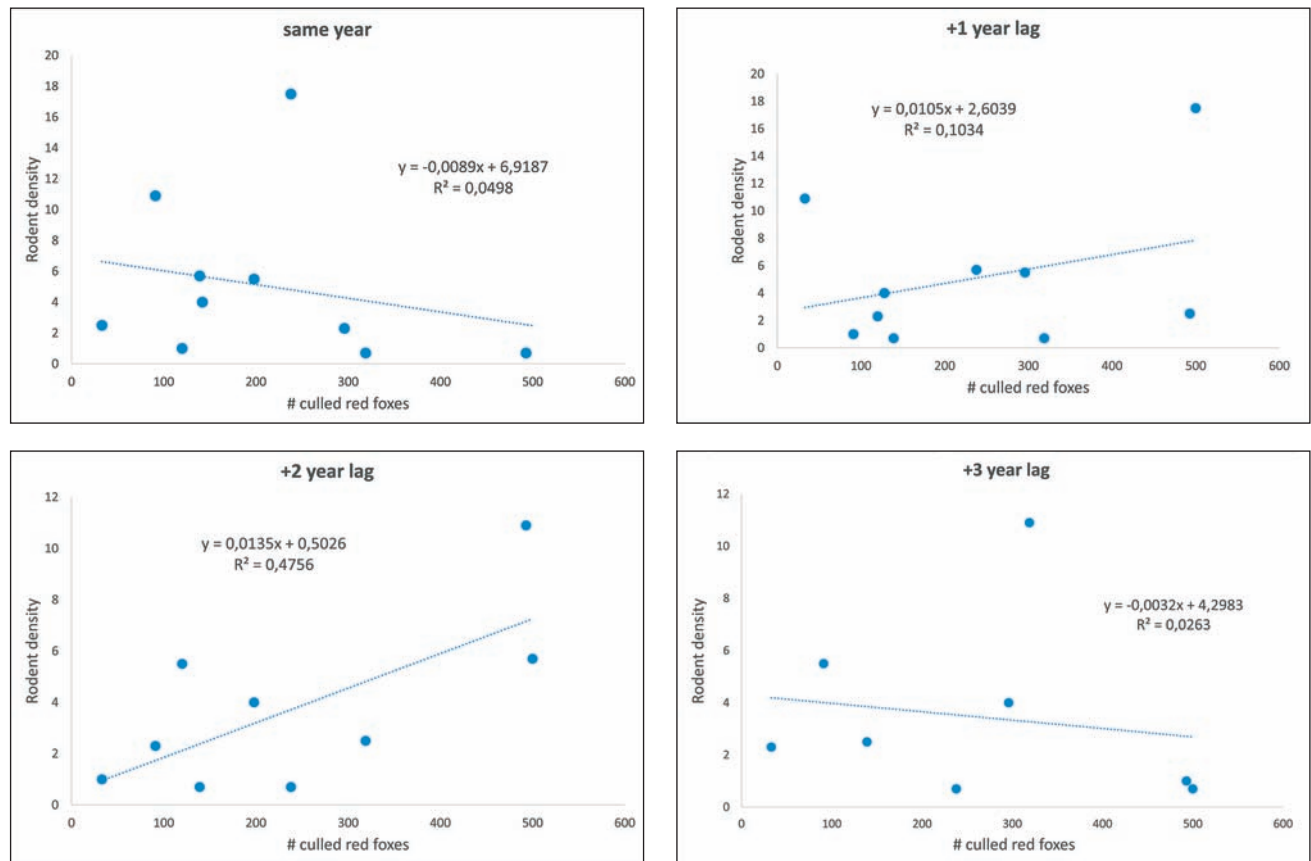 same year
20
18
16
14
12
10
8
6
4
2
0
Rodent density
y = -0,0089x + 6,9187
R² = 0,0498
0 100 200 300 400 500 600
# culled red foxes
+1 year lag
20
18
16
14
12
10
8
6
4
2
0
Rodent density
y = 0,0105x + 2,6039
R² = 0,1034
0 100 200 300 400 500 600
# culled red foxes
+2 year lag
12
10
8
6
4
2
0
Rodent density
y = 0,0135x + 0,5026
R² = 0,4756
0 100 200 300 400 500 600
# culled red foxes
+3 year lag
12
10
8
6
4
2
0
Rodent density
y = -0,0032x + 4,2983
R² = 0,0263
0 100 200 300 400 500 600
# culled red foxes